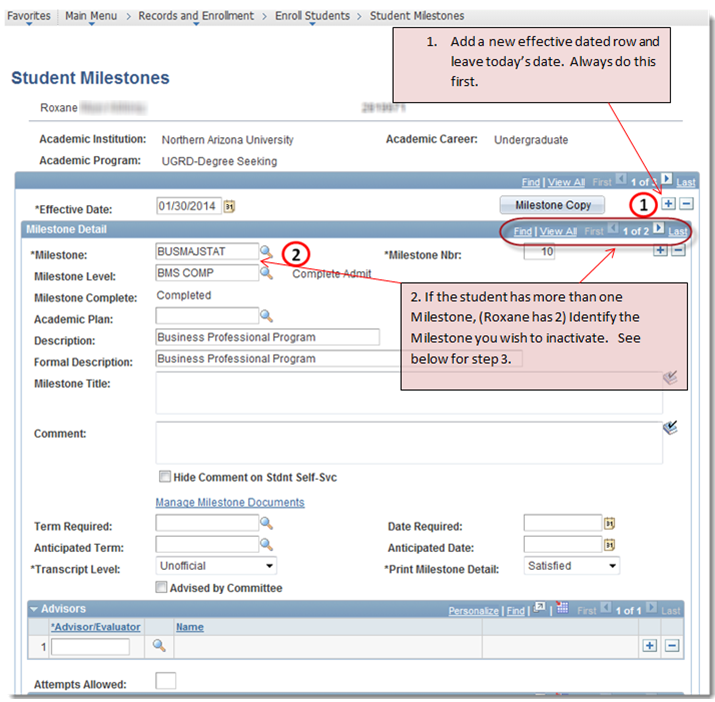 Favorites | Main Menu > Records and Enrollment > Enroll Students > Student Milestones
1. Add a new effective dated row and
leave today's date. Always do this
first.
Student Milestones
Roxane
Academic Institution: Northern Arizona University Academic Career: Undergraduate
Academic Program: UGRD-Degree Seeking
Find | View All First 1 of Last
*Effective Date: 01/30/2014 31 Milestone Copy 1 + -
Milestone Detail Find | View All First 1 of 2 Last
*Milestone: BUSMAJSTAT 2 *Milestone Nbr: 10 + -
Milestone Level: BMS COMP Complete Admit
Milestone Complete: Completed
Academic Plan:
Description: Business Professional Program
Formal Description: Business Professional Program
Milestone Title:
2. If the student has more than one
Milestone, (Roxane has 2) Identify the
Milestone you wish to inactivate. See
below for step 3.
Comment:
Hide Comment on Stdnt Self-Svc
Manage Milestone Documents
Term Required: Date Required: 31
Anticipated Term: Anticipated Date: 31
*Transcript Level: Unofficial *Print Milestone Detail: Satisfied
Advised by Committee
Advisors Personalize | Find | | First 1 of 1 Last
*Advisor/Evaluator Name
1 + -
Attempts Allowed: